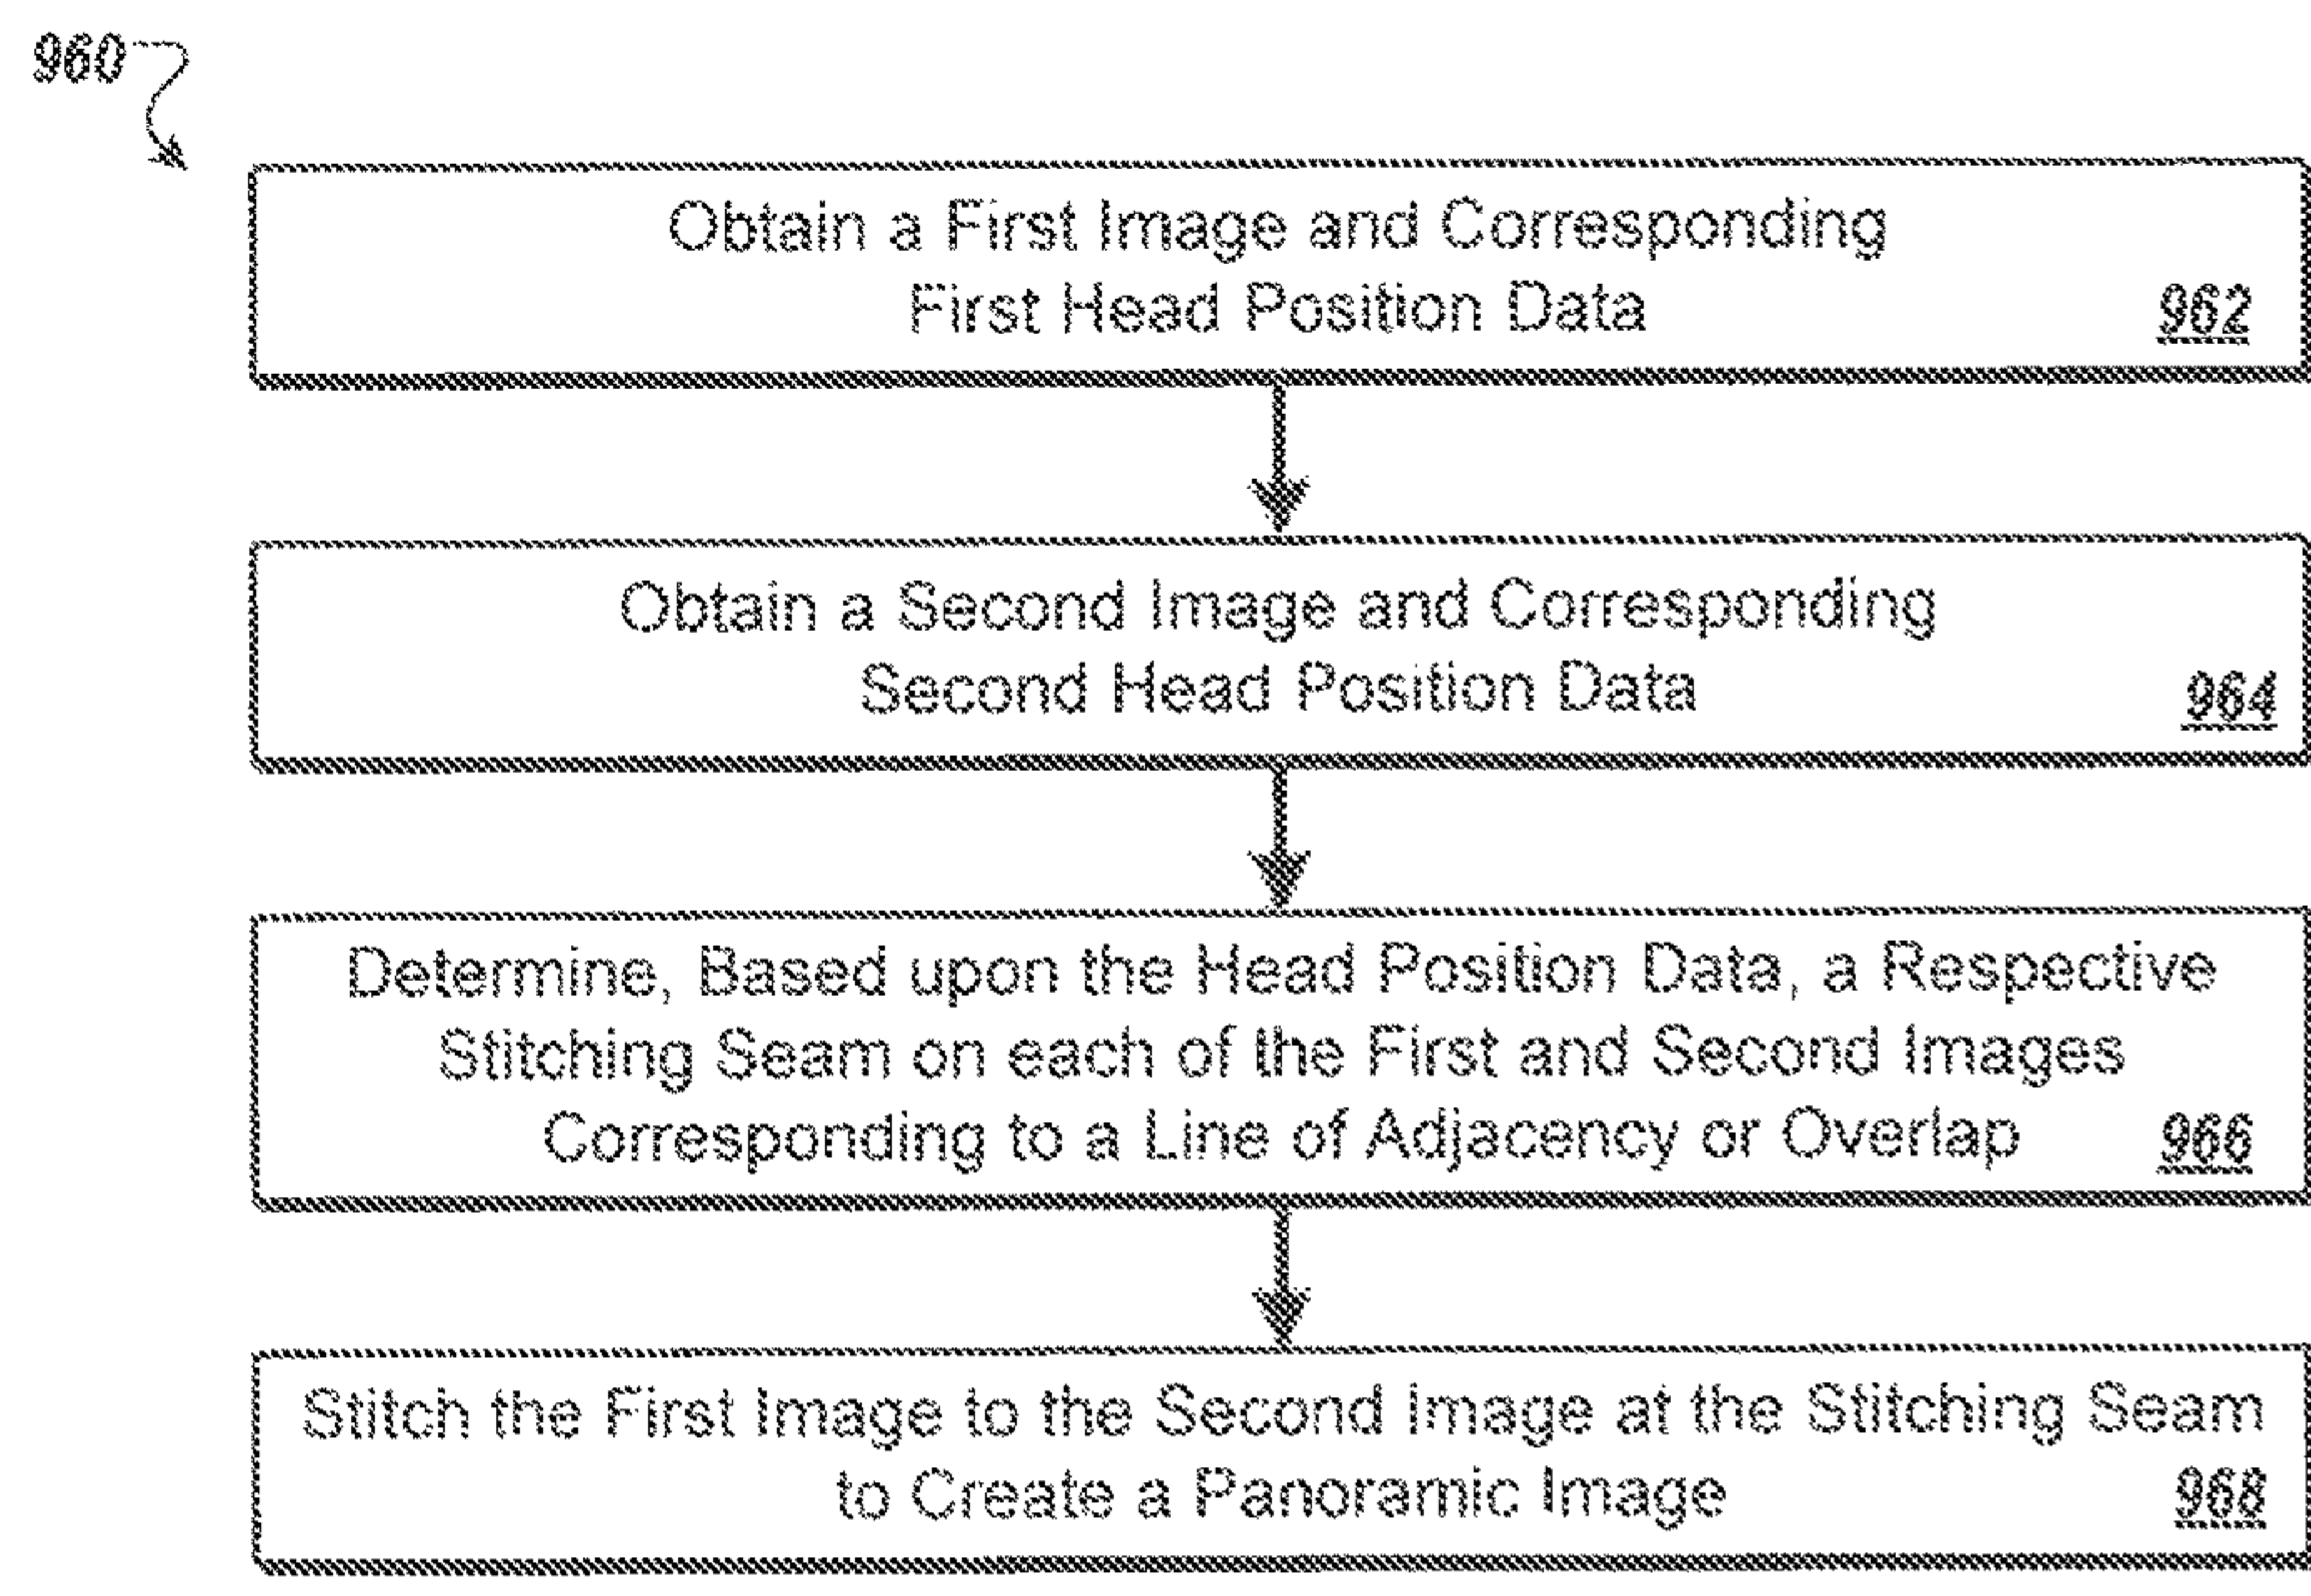 960
Obtain a First Image and Corresponding
First Head Position Data
962
Obtain a Second Image and Corresponding
Second Head Position Data
964
Determine, Based upon the Head Position Data, a Respective
Stitching Seam on each of the First and Second Images
Corresponding to a Line of Adjacency or Overlap 966
Stitch the First Image to the Second Image at the Stitching Seam
to Create a Panoramic Image 968